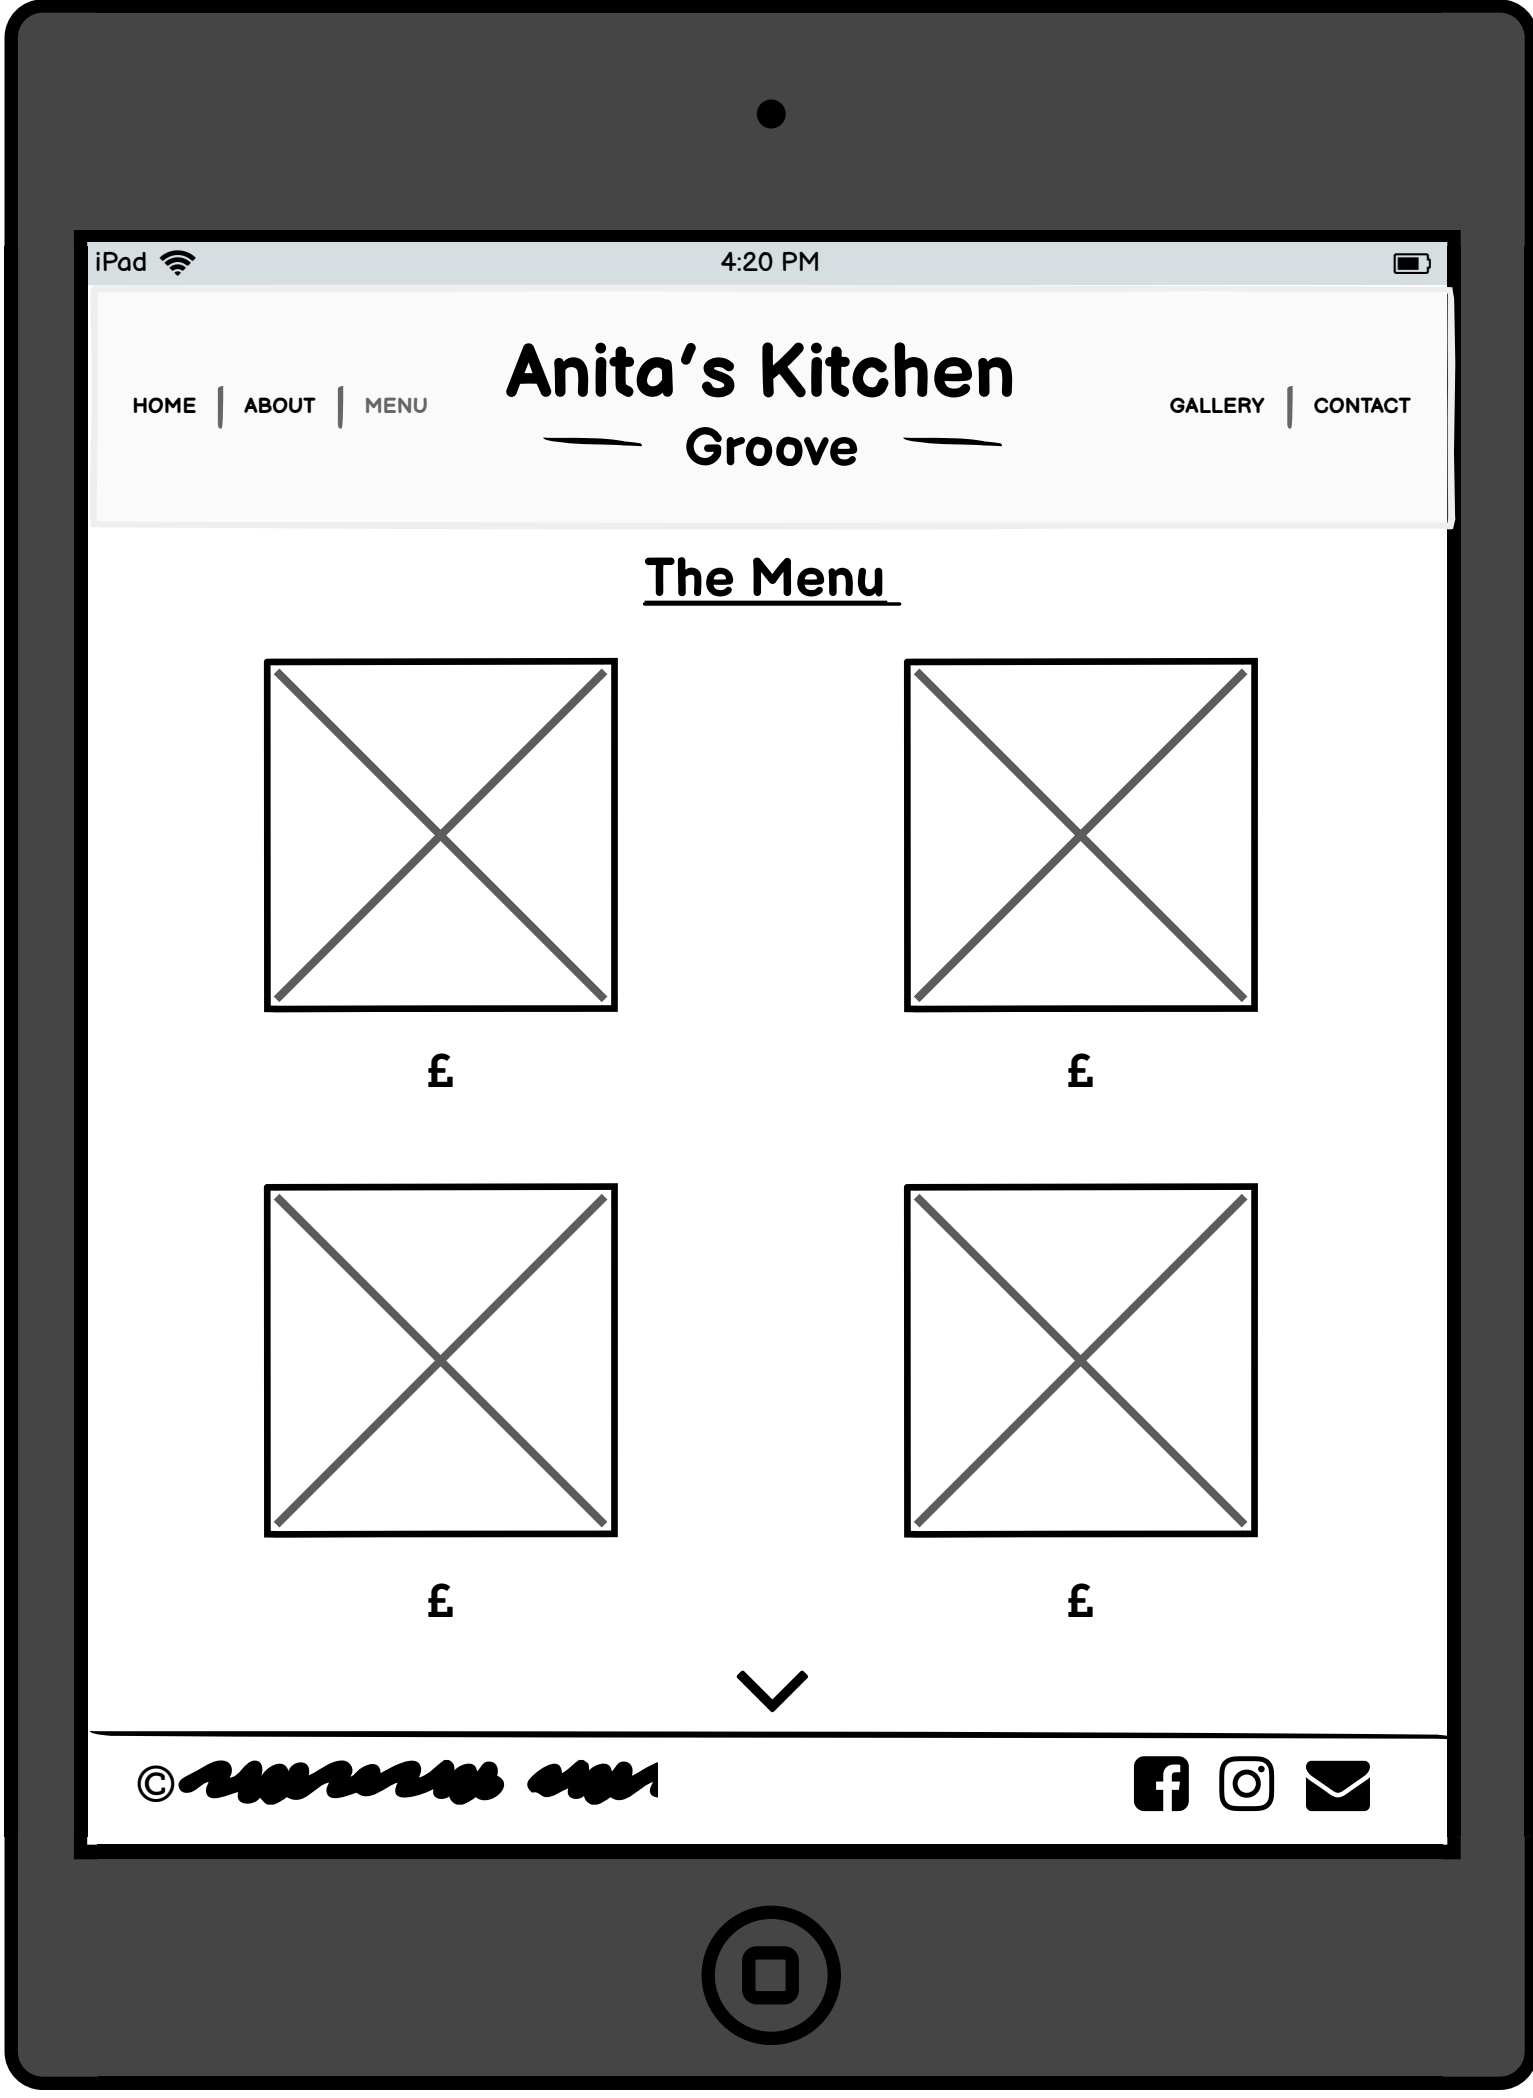 iPad 4:20 PM
Anita's Kitchen
HOME | ABOUT | MENU
GALLERY | CONTACT
Groove
The Menu
£ £
£ £
©